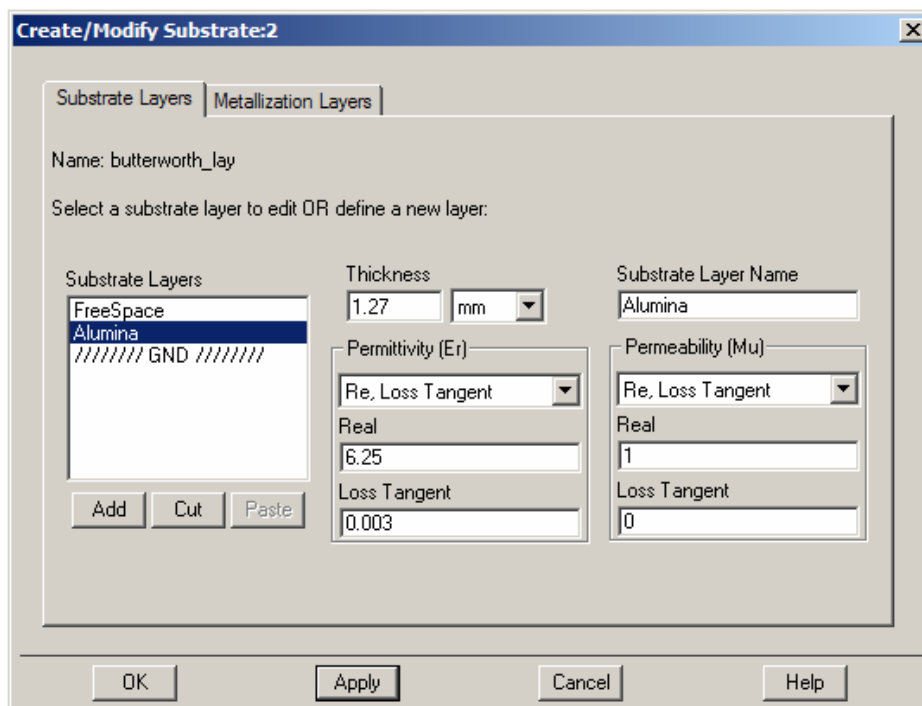 Create/Modify Substrate:2
Substrate Layers
Metallization Layers
Name: butterworth_lay
Select a substrate layer to edit OR define a new layer:
Substrate Layers
FreeSpace
Alumina
//////// GND ////////
Add
Cut
Paste
Thickness
1.27
mm
Permittivity (Er)
Re, Loss Tangent
Real
6.25
Loss Tangent
0.003
Substrate Layer Name
Alumina
Permeability (Mu)
Re, Loss Tangent
Real
1
Loss Tangent
0
OK
Apply
Cancel
Help